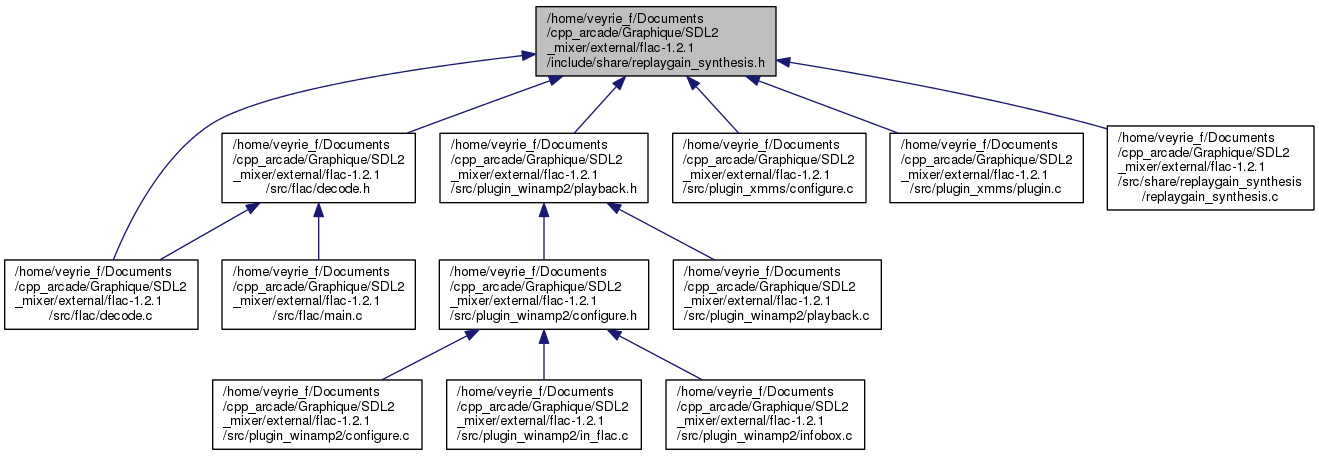 /home/veyrie_f/Documents
/cpp_arcade/Graphique/SDL2
_mixer/external/flac-1.2.1
/include/share/replaygain_synthesis.h
/home/veyrie_f/Documents
/cpp_arcade/Graphique/SDL2
_mixer/external/flac-1.2.1
/src/flac/decode.h
/home/veyrie_f/Documents
/cpp_arcade/Graphique/SDL2
_mixer/external/flac-1.2.1
/src/plugin_winamp2/playback.h
/home/veyrie_f/Documents
/cpp_arcade/Graphique/SDL2
_mixer/external/flac-1.2.1
/src/plugin_xmms/configure.c
/home/veyrie_f/Documents
/cpp_arcade/Graphique/SDL2
_mixer/external/flac-1.2.1
/src/plugin_xmms/plugin.c
/home/veyrie_f/Documents
/cpp_arcade/Graphique/SDL2
_mixer/external/flac-1.2.1
/src/share/replaygain_synthesis
/replaygain_synthesis.c
/home/veyrie_f/Documents
/cpp_arcade/Graphique/SDL2
_mixer/external/flac-1.2.1
/src/flac/decode.c
/home/veyrie_f/Documents
/cpp_arcade/Graphique/SDL2
_mixer/external/flac-1.2.1
/src/flac/main.c
/home/veyrie_f/Documents
/cpp_arcade/Graphique/SDL2
_mixer/external/flac-1.2.1
/src/plugin_winamp2/configure.h
/home/veyrie_f/Documents
/cpp_arcade/Graphique/SDL2
_mixer/external/flac-1.2.1
/src/plugin_winamp2/playback.c
/home/veyrie_f/Documents
/cpp_arcade/Graphique/SDL2
_mixer/external/flac-1.2.1
/src/plugin_winamp2/configure.c
/home/veyrie_f/Documents
/cpp_arcade/Graphique/SDL2
_mixer/external/flac-1.2.1
/src/plugin_winamp2/in_flac.c
/home/veyrie_f/Documents
/cpp_arcade/Graphique/SDL2
_mixer/external/flac-1.2.1
/src/plugin_winamp2/infobox.c